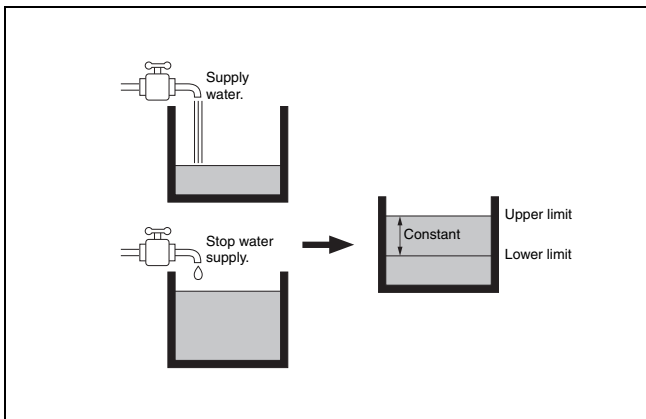 Supply
water.
Stop water
supply.
Upper limit
Constant
Lower limit